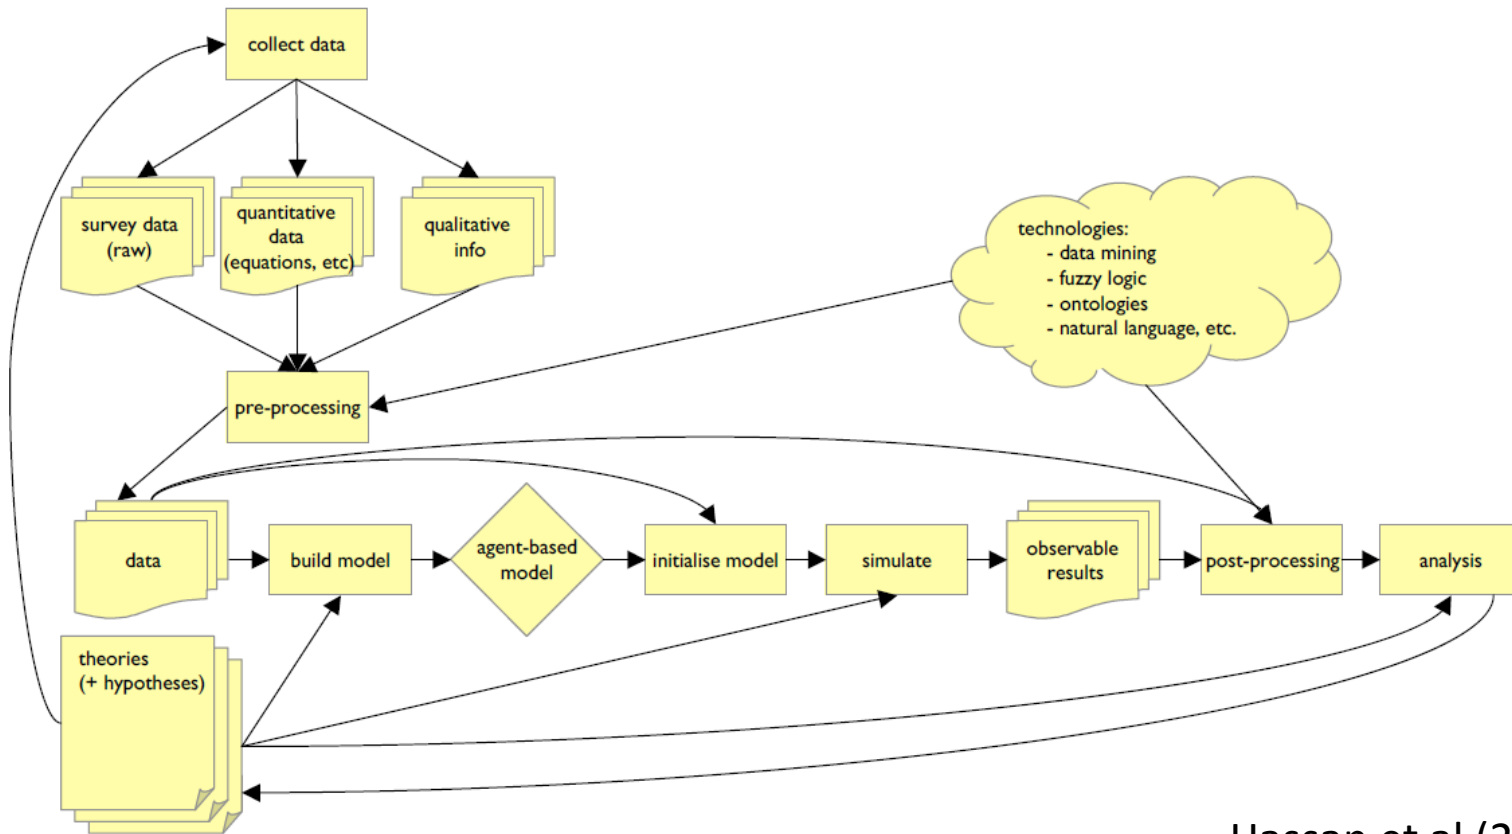 collect data
survey data
(raw)
quantitative
data
(equations, etc)
qualitative
info
technologies:
- data mining
- fuzzy logic
- ontologies
- natural language, etc.
pre-processing
data
build model
agent-based
model
initialise model
simulate
observable
results
post-processing
analysis
theories
(+ hypotheses)